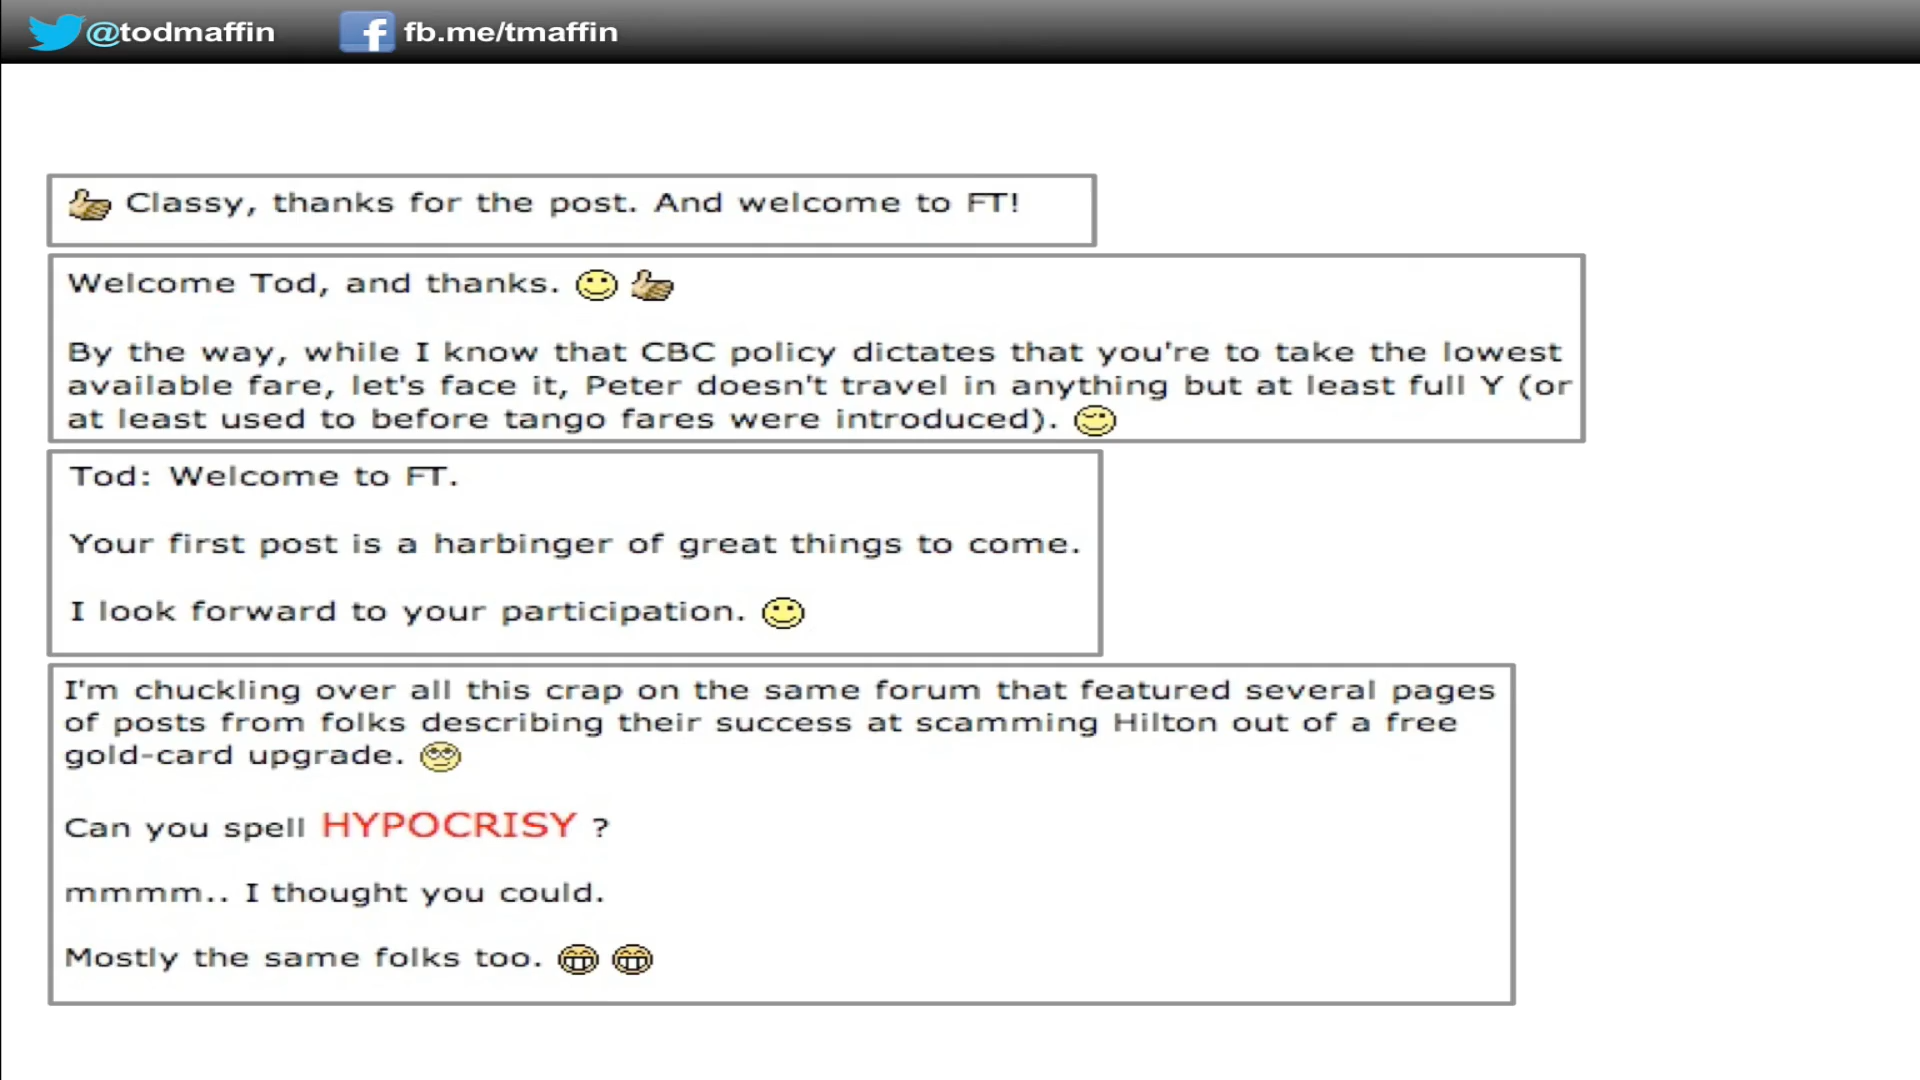 @todmaffin
fb.me/tmaffin
Classy, thanks for the post. And welcome to FT!
Welcome Tod, and thanks.
By the way, while I know that CBC policy dictates that you're to take the lowest
available fare, let's face it, Peter doesn't travel in anything but at least full Y (or
at least used to before tango fares were introduced).
Tod: Welcome to FT.
Your first post is a harbinger of great things to come.
I look forward to your participation.
I'm chuckling over all this crap on the same forum that featured several pages
of posts from folks describing their success at scamming Hilton out of a free
gold-card upgrade.
Can you spell HYPOCRISY ?
mmmm.. I thought you could.
Mostly the same folks too.